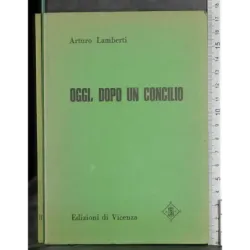 Arturo Lamberti
OGGI, DOPO UN CONCILIO
Edizioni di Vicenza